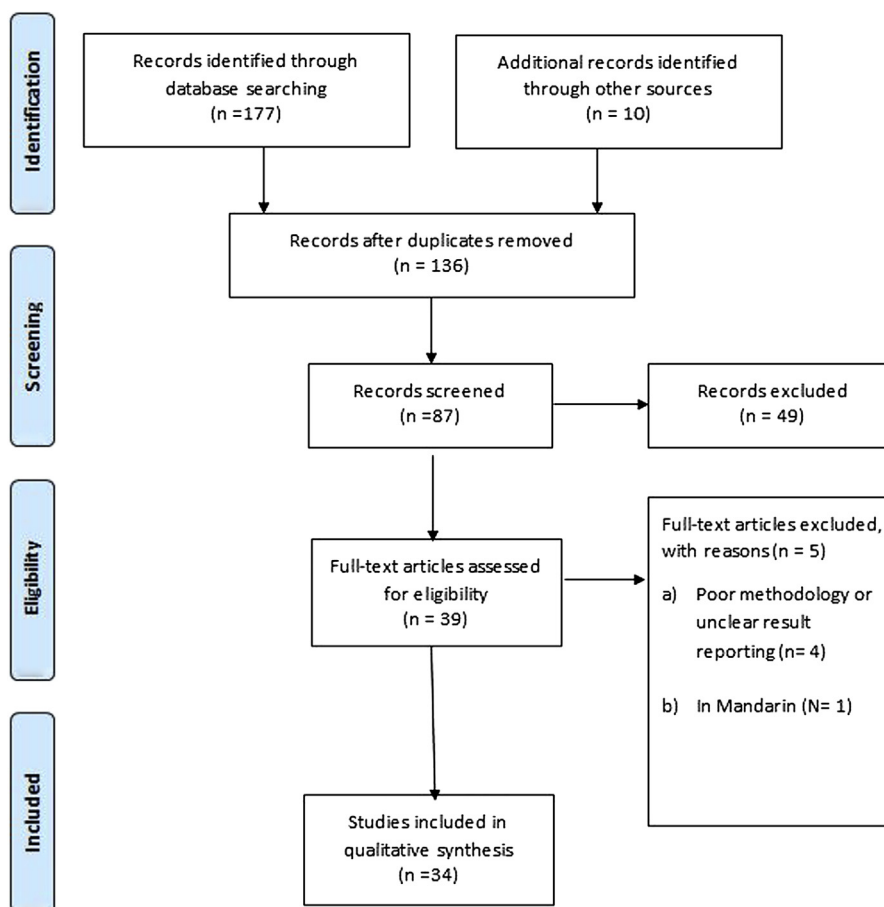 Identification
Records identified through
database searching
(n =177)
Additional records identified
through other sources
(n = 10)
Records after duplicates removed
(n = 136)
Screening
Records screened
(n =87)
Records excluded
(n = 49)
Eligibility
Full-text articles assessed
for eligibility
(n = 39)
Full-text articles excluded,
with reasons (n = 5)
a) Poor methodology or
unclear result
reporting (n= 4)
b) In Mandarin (N= 1)
Included
Studies included in
qualitative synthesis
(n =34)